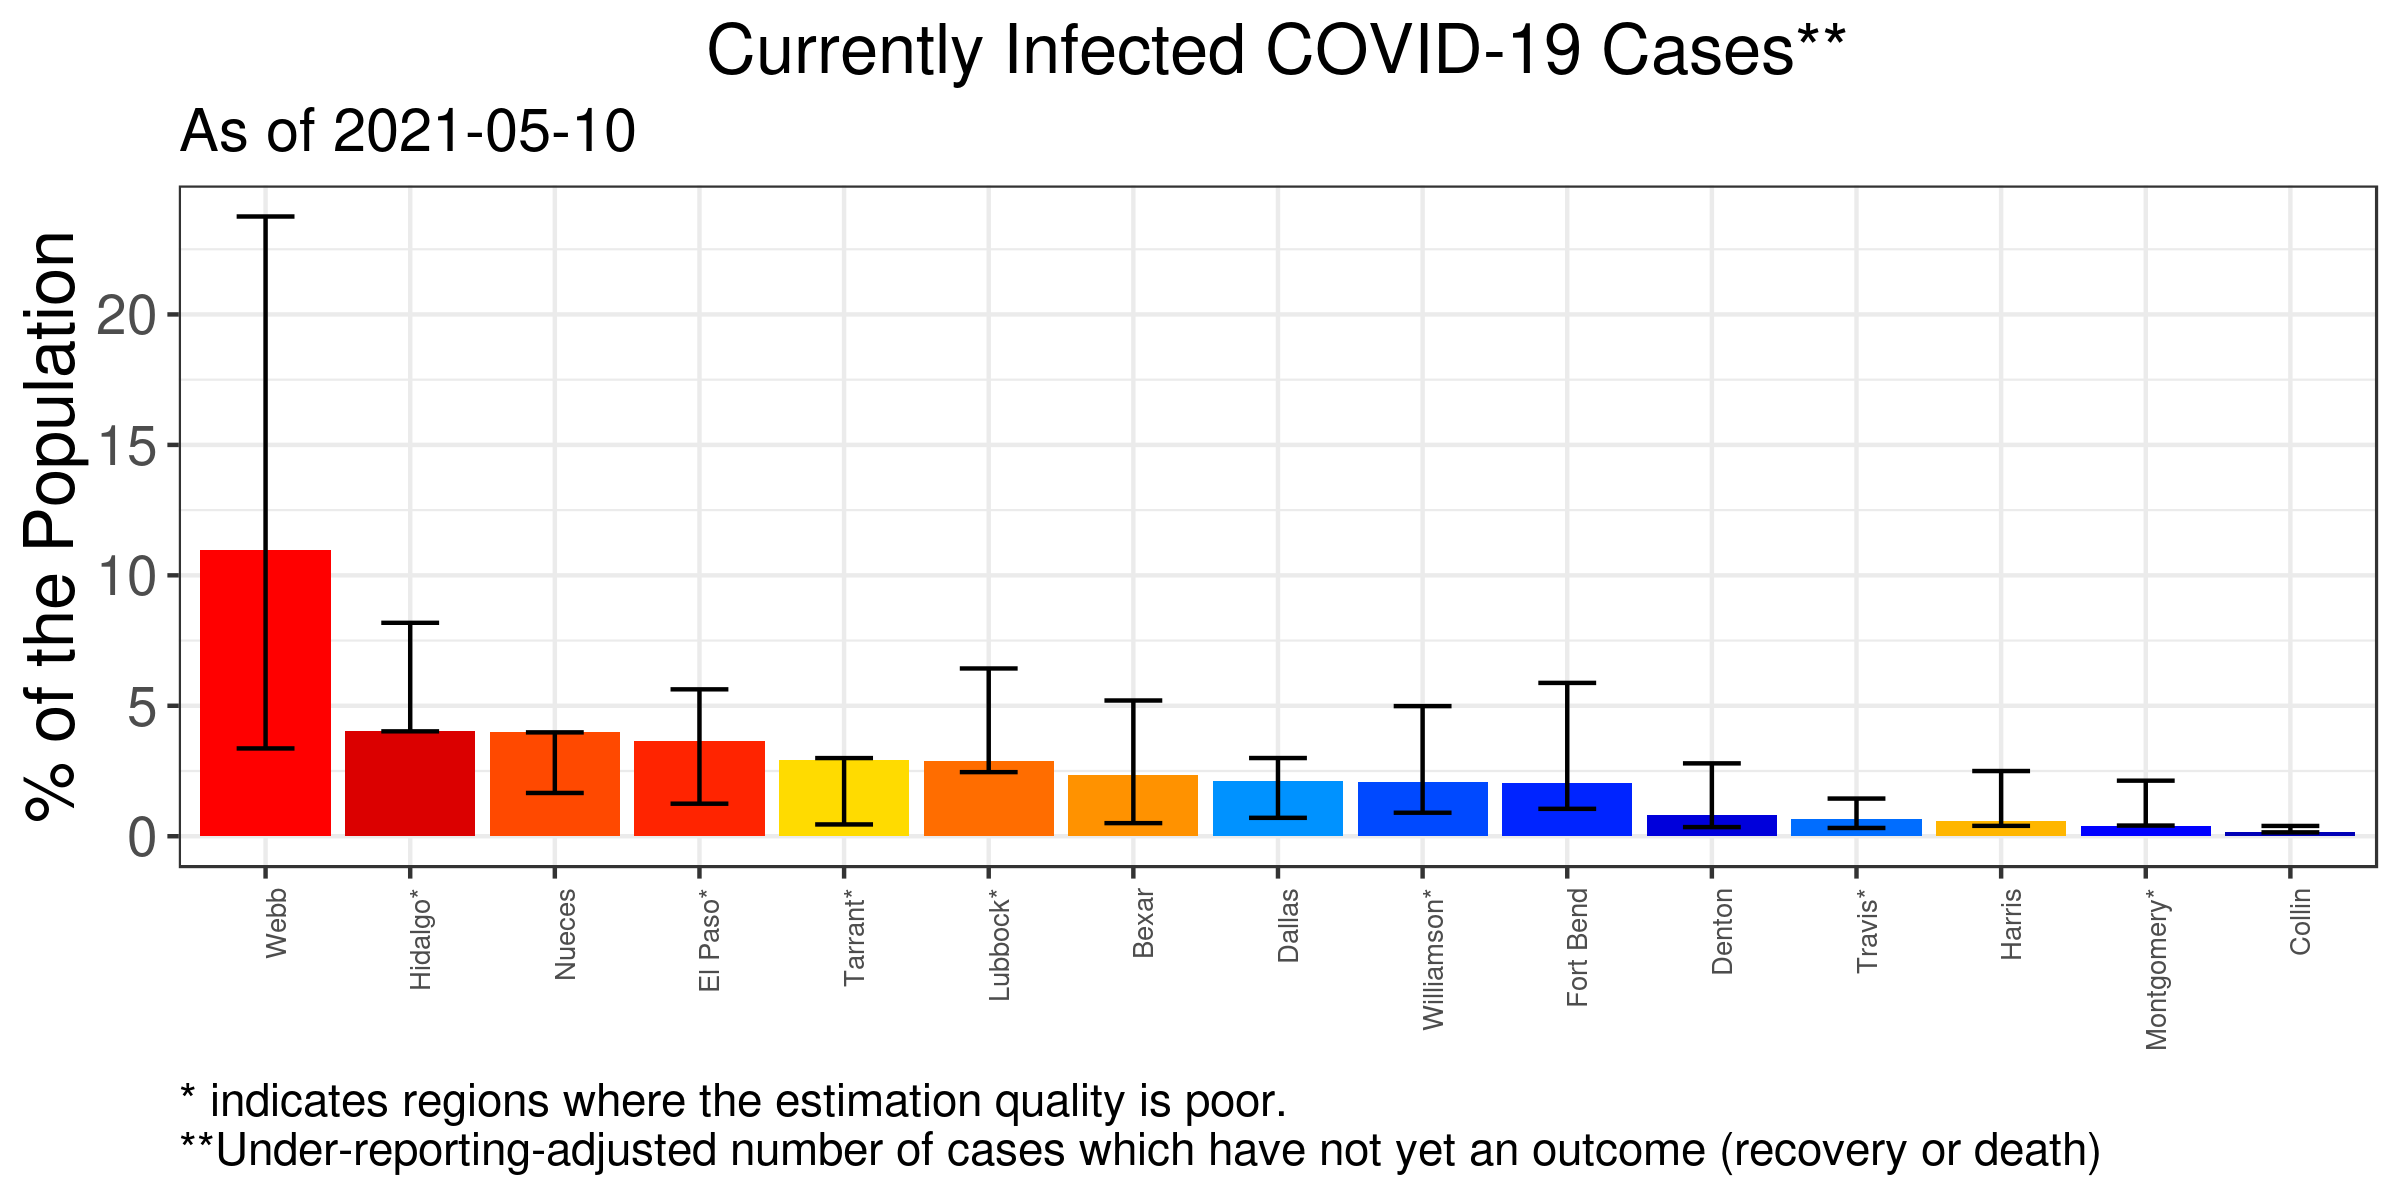 Currently Infected COVID-19 Cases**
As of 2021-05-10
% of the Population
20
15
10
5
0
Webb
Hidalgo*
Nueces
El Paso*
Tarrant*
Lubbock*
Bexar
Dallas
Williamson*
Fort Bend
Denton
Travis*
Harris
Montgomery*
Collin
* indicates regions where the estimation quality is poor.
**Under-reporting-adjusted number of cases which have not yet an outcome (recovery or death)